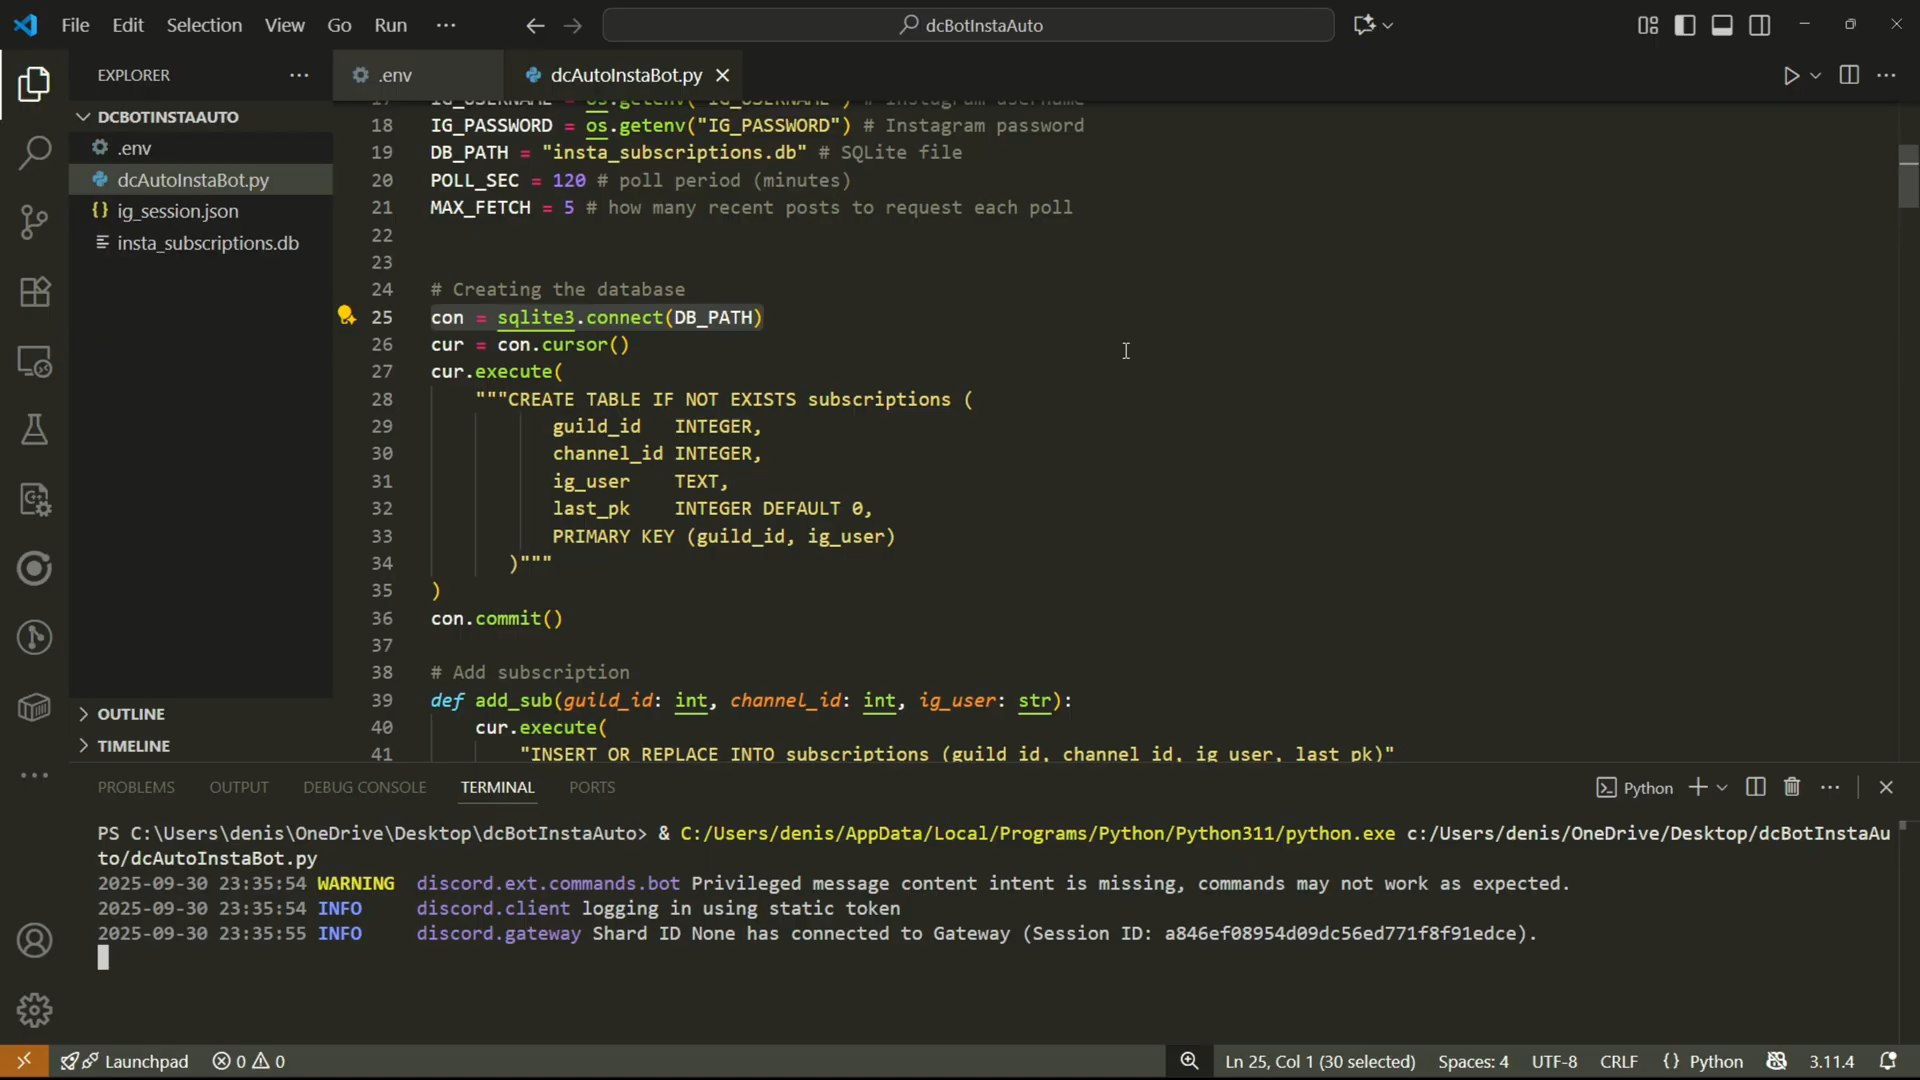 File Edit Selection View Go Run ··· dcBotInstaAuto
EXPLORER
.env
dcAutoInstaBot.py
DCBOTINSTAAUTO
.env
dcAutoInstaBot.py
ig_session.json
insta_subscriptions.db
OUTLINE
TIMELINE
17 IG_USERNAME = os.getenv("IG_USERNAME") # Instagram username
18 IG_PASSWORD = os.getenv("IG_PASSWORD") # Instagram password
19 DB_PATH = "insta_subscriptions.db" # SQLite file
20 POLL_SEC = 120 # poll period (minutes)
21 MAX_FETCH = 5 # how many recent posts to request each poll
22
23
24 # Creating the database
25 con = sqlite3.connect(DB_PATH)
26 cur = con.cursor()
27 cur.execute(
28 """CREATE TABLE IF NOT EXISTS subscriptions (
29 guild_id INTEGER,
30 channel_id INTEGER,
31 ig_user TEXT,
32 last_pk INTEGER DEFAULT 0,
33 PRIMARY KEY (guild_id, ig_user)
34 )"""
35 )
36 con.commit()
37
38 # Add subscription
39 def add_sub(guild_id: int, channel_id: int, ig_user: str):
40 cur.execute(
41 "INSERT OR REPLACE INTO subscriptions (guild_id, channel_id, ig_user, last_pk)"
PROBLEMS OUTPUT DEBUG CONSOLE TERMINAL PORTS Python
PS C:\Users\denis\OneDrive\Desktop\dcBotInstaAuto> & C:/Users/denis/AppData/Local/Programs/Python/Python311/python.exe c:/Users/denis/OneDrive/Desktop/dcBotInstaAu
to/dcAutoInstaBot.py
2025-09-30 23:35:54 WARNING discord.ext.commands.bot Privileged message content intent is missing, commands may not work as expected.
2025-09-30 23:35:54 INFO discord.client logging in using static token
2025-09-30 23:35:55 INFO discord.gateway Shard ID None has connected to Gateway (Session ID: a846ef08954d09dc56ed771f8f91edce).
Launchpad 0 0 Ln 25, Col 1 (30 selected) Spaces: 4 UTF-8 CRLF {} Python 3.11.4